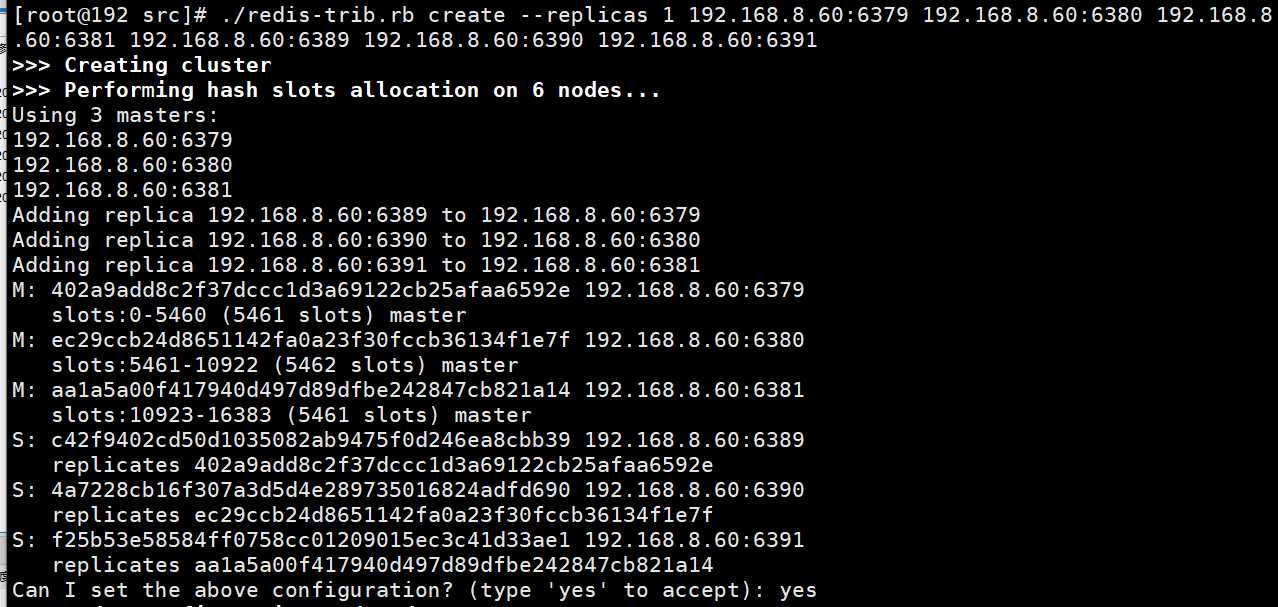 [root@192 src]# ./redis-trib.rb create --replicas 1 192.168.8.60:6379 192.168.8.60:6380 192.168.8
.60:6381 192.168.8.60:6389 192.168.8.60:6390 192.168.8.60:6391
>>> Creating cluster
>>> Performing hash slots allocation on 6 nodes...
Using 3 masters:
192.168.8.60:6379
192.168.8.60:6380
192.168.8.60:6381
Adding replica 192.168.8.60:6389 to 192.168.8.60:6379
Adding replica 192.168.8.60:6390 to 192.168.8.60:6380
Adding replica 192.168.8.60:6391 to 192.168.8.60:6381
M: 402a9add8c2f37dccc1d3a69122cb25afaa6592e 192.168.8.60:6379
slots:0-5460 (5461 slots) master
M: ec29ccb24d8651142fa0a23f30fccb36134f1e7f 192.168.8.60:6380
slots:5461-10922 (5462 slots) master
M: aa1a5a00f417940d497d89dfbe242847cb821a14 192.168.8.60:6381
slots:10923-16383 (5461 slots) master
S: c42f9402cd50d1035082ab9475f0d246ea8cbb39 192.168.8.60:6389
replicates 402a9add8c2f37dccc1d3a69122cb25afaa6592e
S: 4a7228cb16f307a3d5d4e289735016824adfd690 192.168.8.60:6390
replicates ec29ccb24d8651142fa0a23f30fccb36134f1e7f
S: f25b53e58584ff0758cc01209015ec3c41d33ae1 192.168.8.60:6391
replicates aa1a5a00f417940d497d89dfbe242847cb821a14
Can I set the above configuration? (type 'yes' to accept): yes